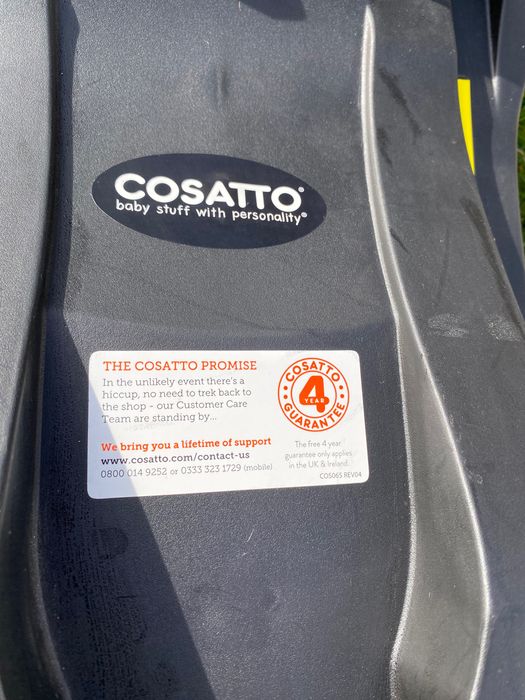 COSATTO®
baby stuff with personality®
THE COSATTO PROMISE
In the unlikely event there's a
hiccup, no need to trek back to
the shop - our Customer Care
Team are standing by...
We bring you a lifetime of support
www.cosatto.com/contact-us
0800 014 9252 or 0333 323 1729 (mobile)
COSATTO
4
YEAR
GUARANTEE
The free 4 year
guarantee only applies
in the UK & Ireland.
COS065 REV04